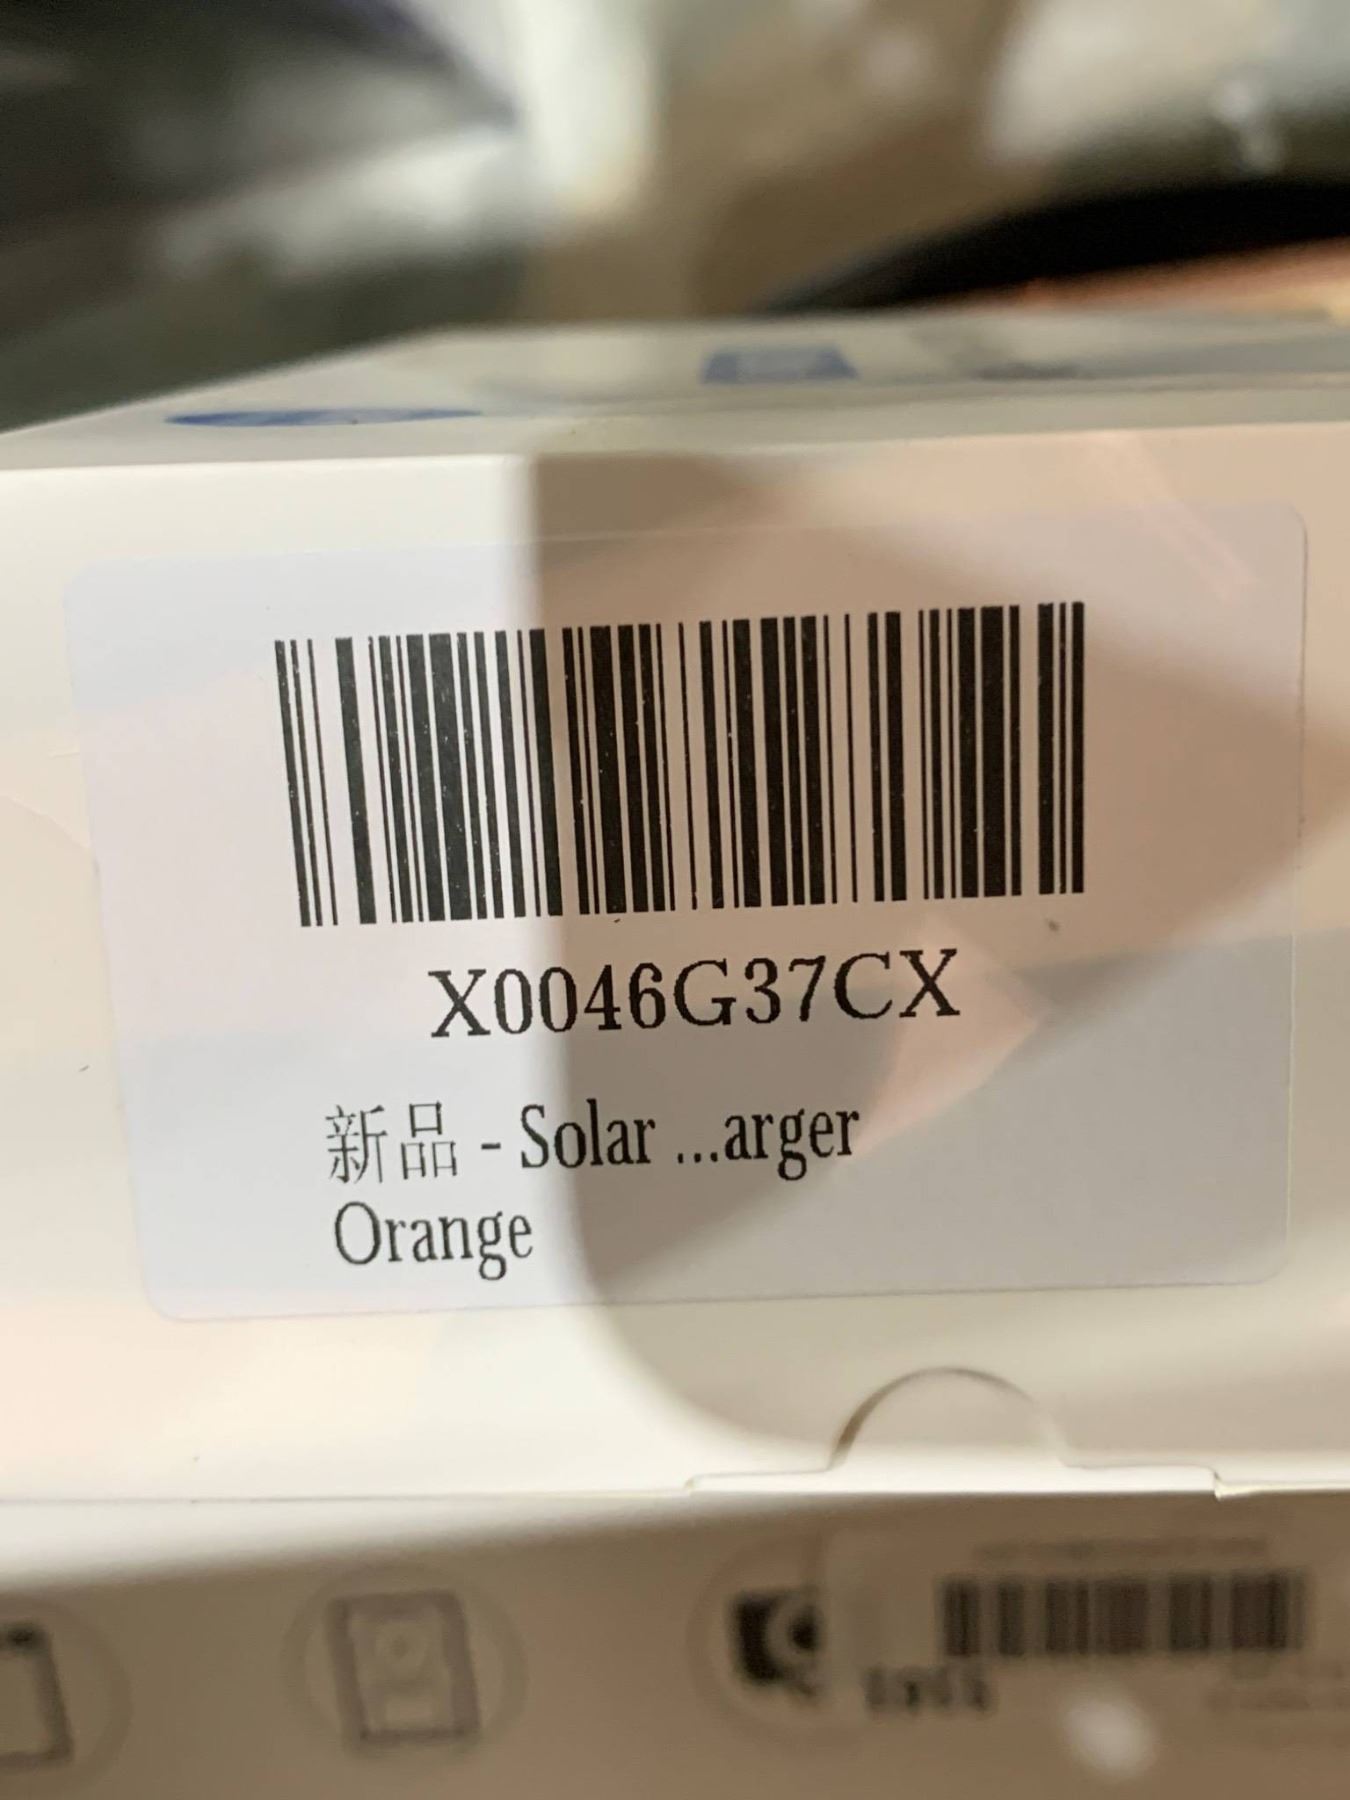 X0046G37CX
新品 - Solar ...arger
Orange